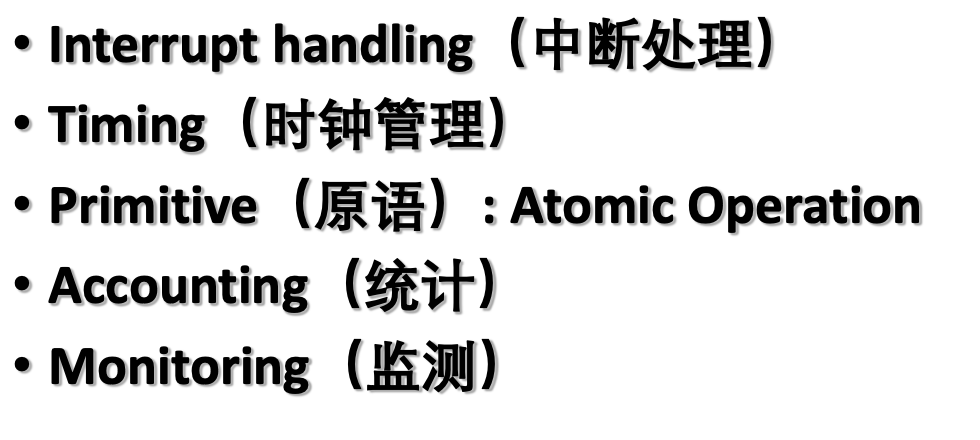 • Interrupt handling（中断处理）
• Timing（时钟管理）
• Primitive（原语）: Atomic Operation
• Accounting（统计）
• Monitoring（监测）